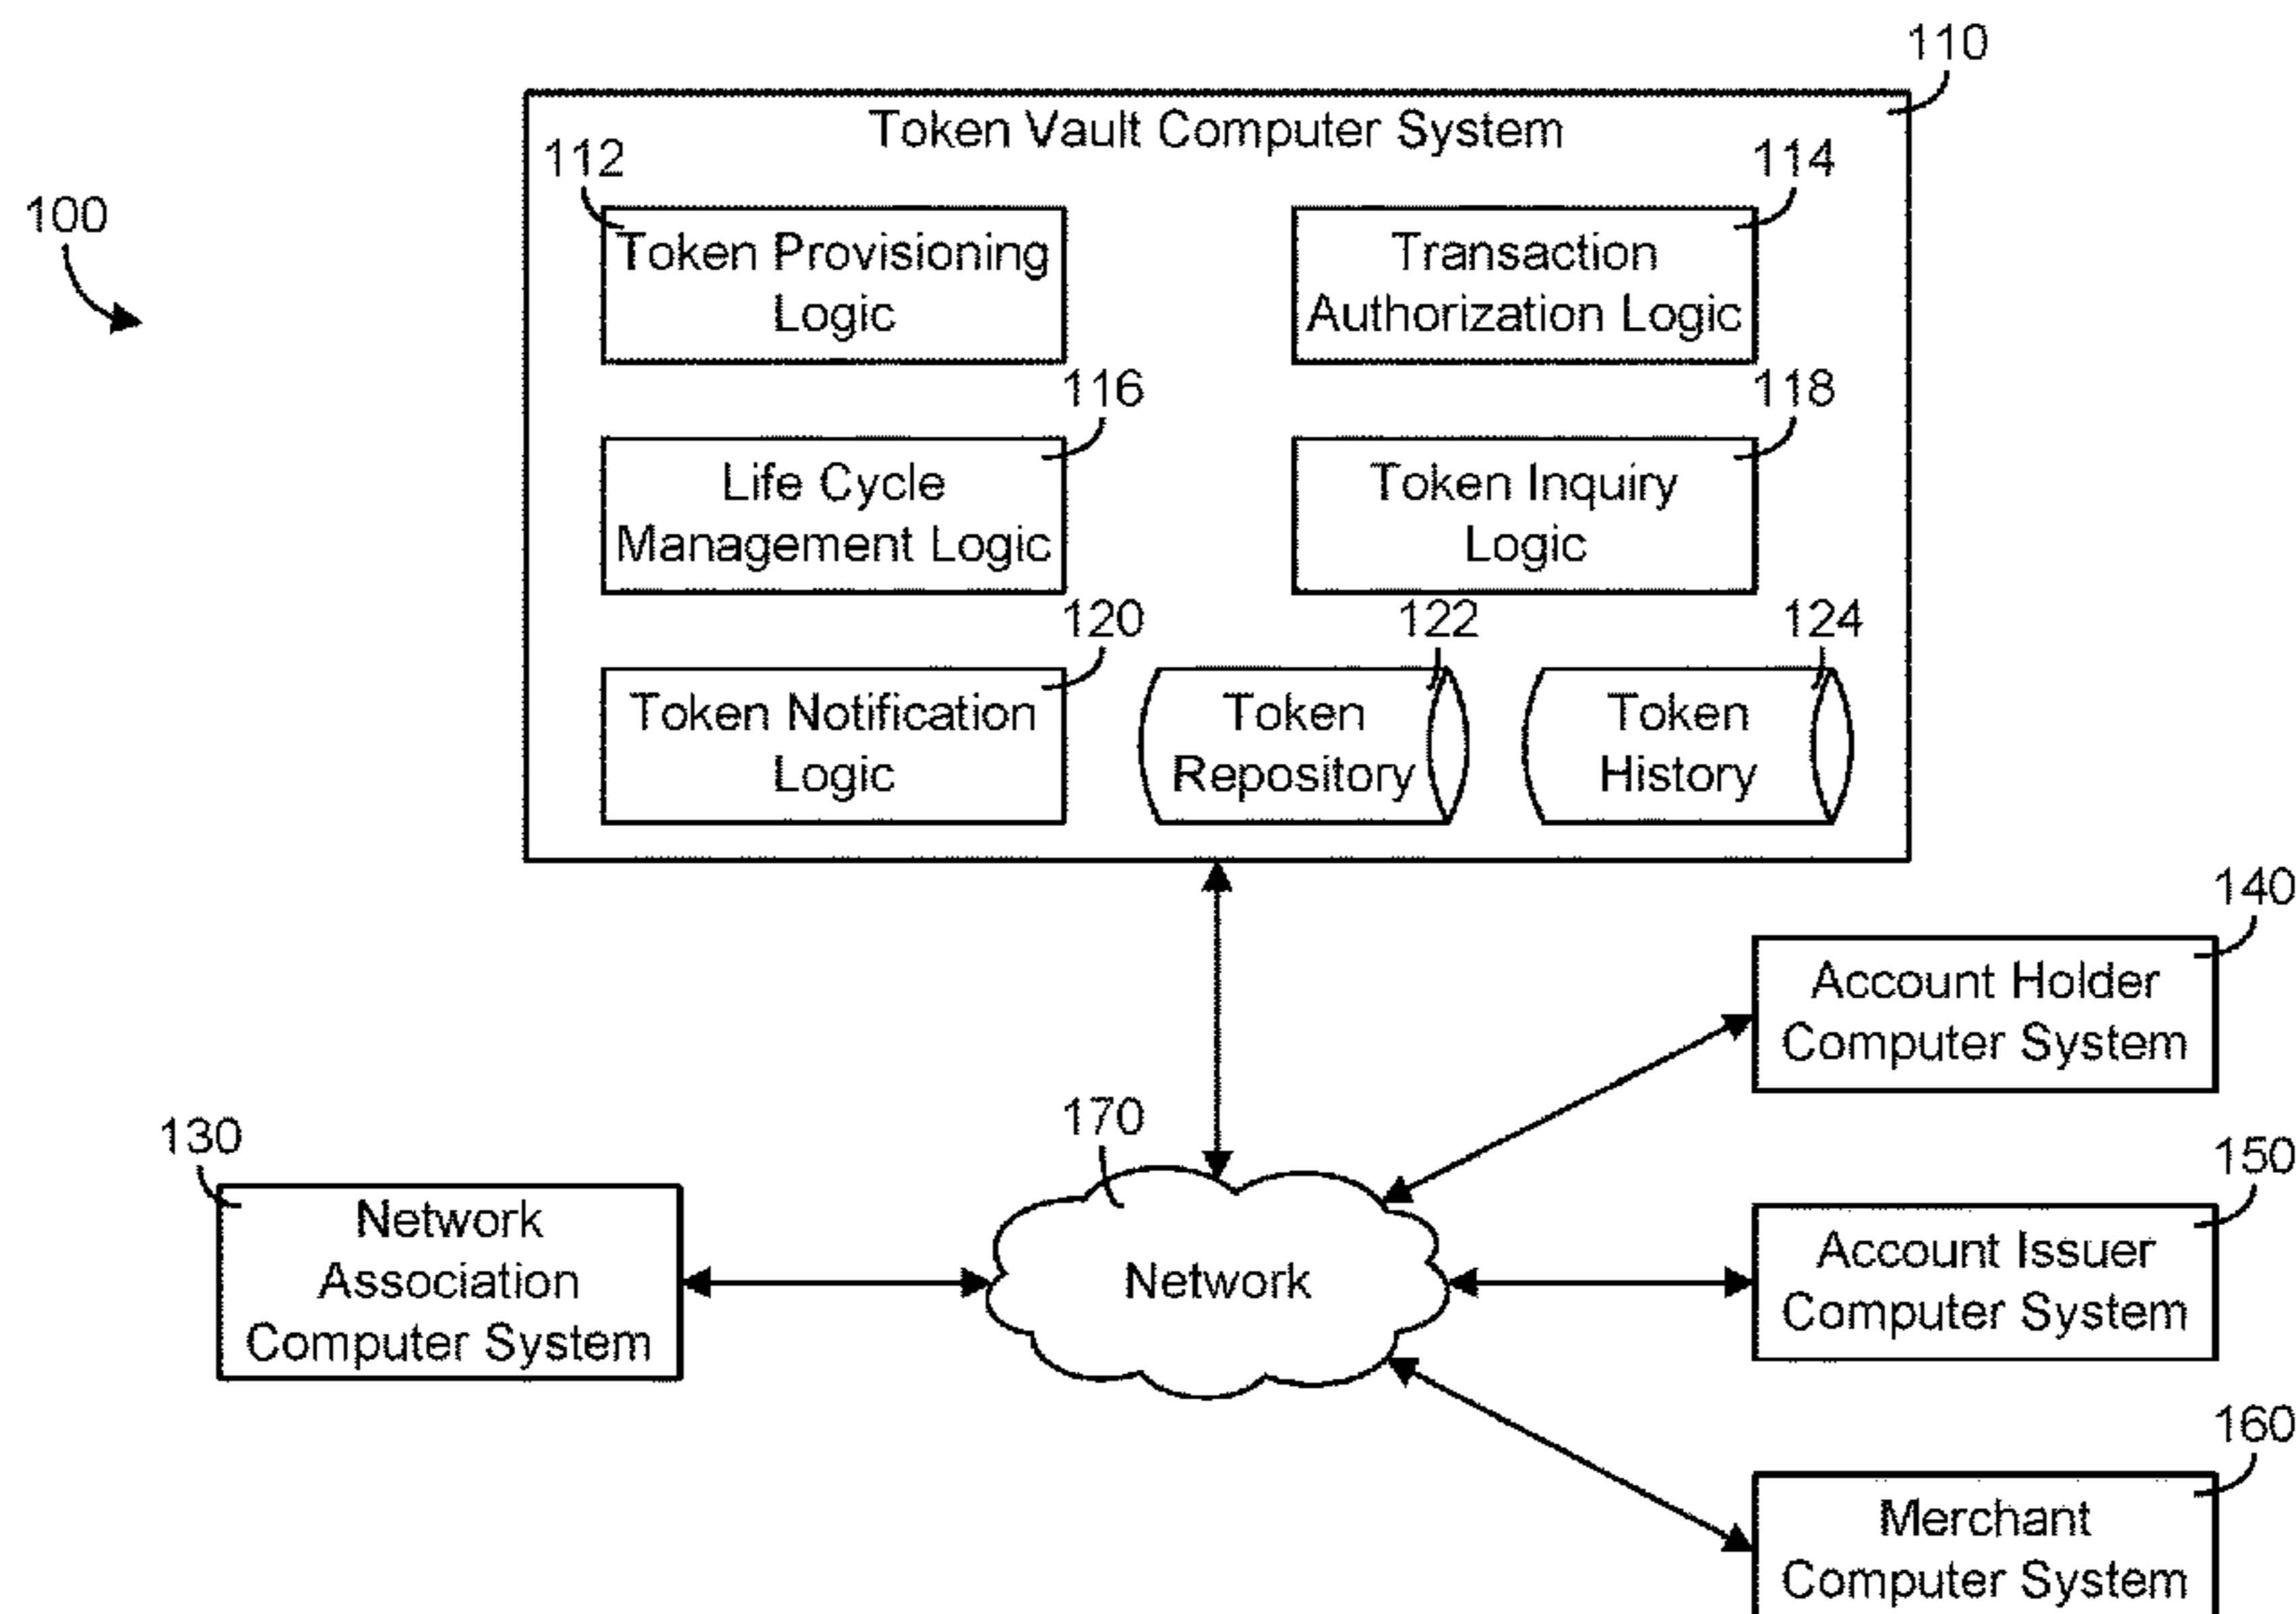 110
Token Vault Computer System
112
114
100
Token Provisioning
Logic
Transaction
Authorization Logic
116
118
Life Cycle
Management Logic
Token Inquiry
Logic
120
122
124
Token Notification
Logic
Token
Repository
Token
History
140
Account Holder
Computer System
130
170
150
Network
Association
Computer System
Network
Account Issuer
Computer System
160
Merchant
Computer System